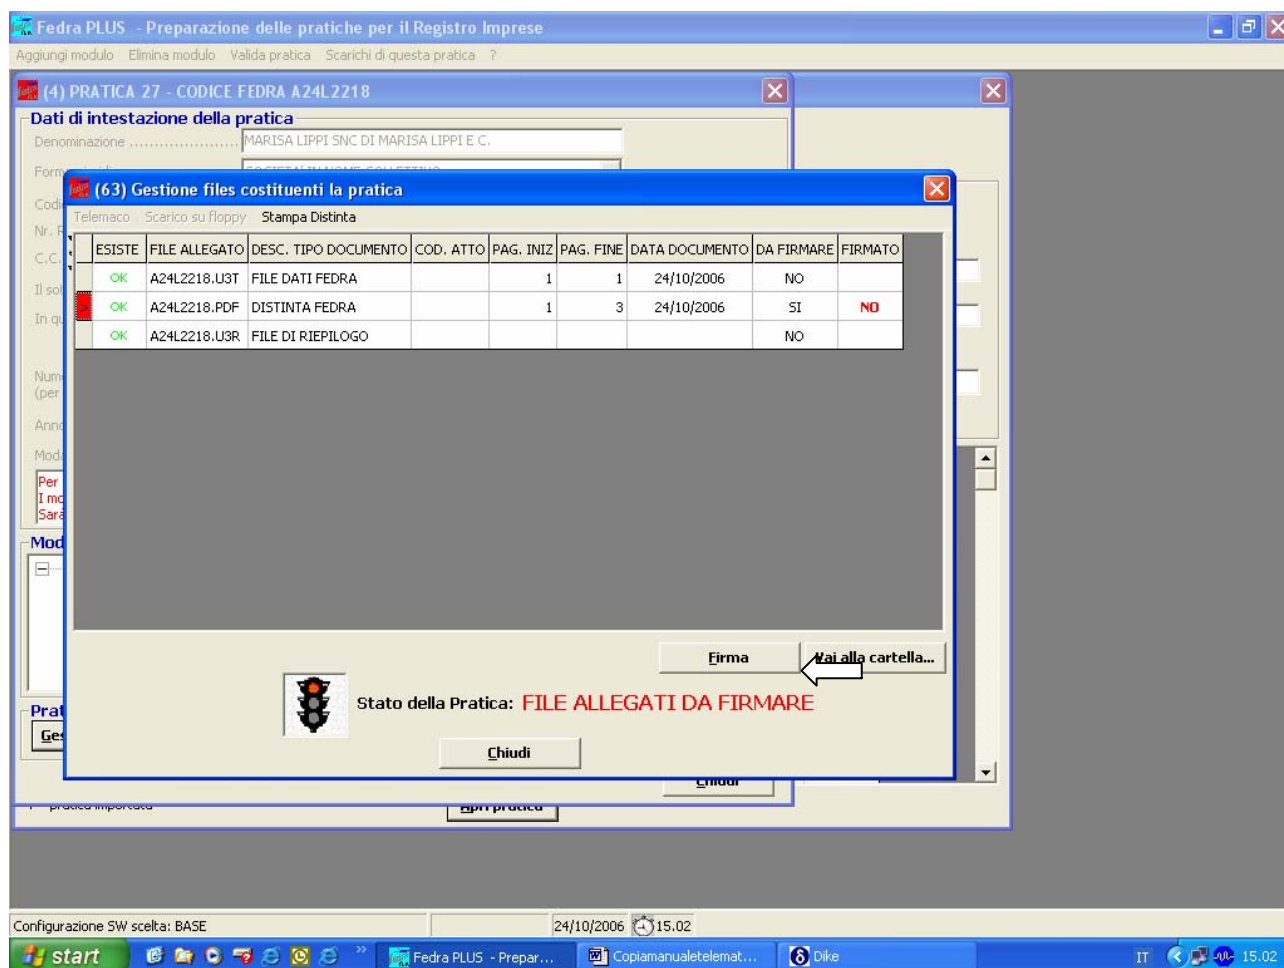 Fedra PLUS - Preparazione delle pratiche per il Registro Imprese
Aggiungi modulo Elimina modulo Valida pratica Scarichi di questa pratica ?
(4) PRATICA 27 - CODICE FEDRA A24L2218
Dati di intestazione della pratica
Denominazione ...................... MARISA LIPPI SNC DI MARISA LIPPI E C.
(63) Gestione files costituenti la pratica
Telemaco Scarico su floppy Stampa Distinta
ESISTE FILE ALLEGATO DESC. TIPO DOCUMENTO COD. ATTO PAG. INIZ PAG. FINE DATA DOCUMENTO DA FIRMARE FIRMATO
OK A24L2218.U3T FILE DATI FEDRA 1 1 24/10/2006 NO
> OK A24L2218.PDF DISTINTA FEDRA 1 3 24/10/2006 SI NO
OK A24L2218.U3R FILE DI RIEPILOGO NO
C.C.
Il
In
(per
Per
I
Firma Vai alla cartella...
Stato della Pratica: FILE ALLEGATI DA FIRMARE
Chiudi
Chiudi
Apri pratica
Configurazione SW scelta: BASE 24/10/2006 15.02
start Fedra PLUS - Prepar... Copiamanualetelemat... Dike IT 15.02